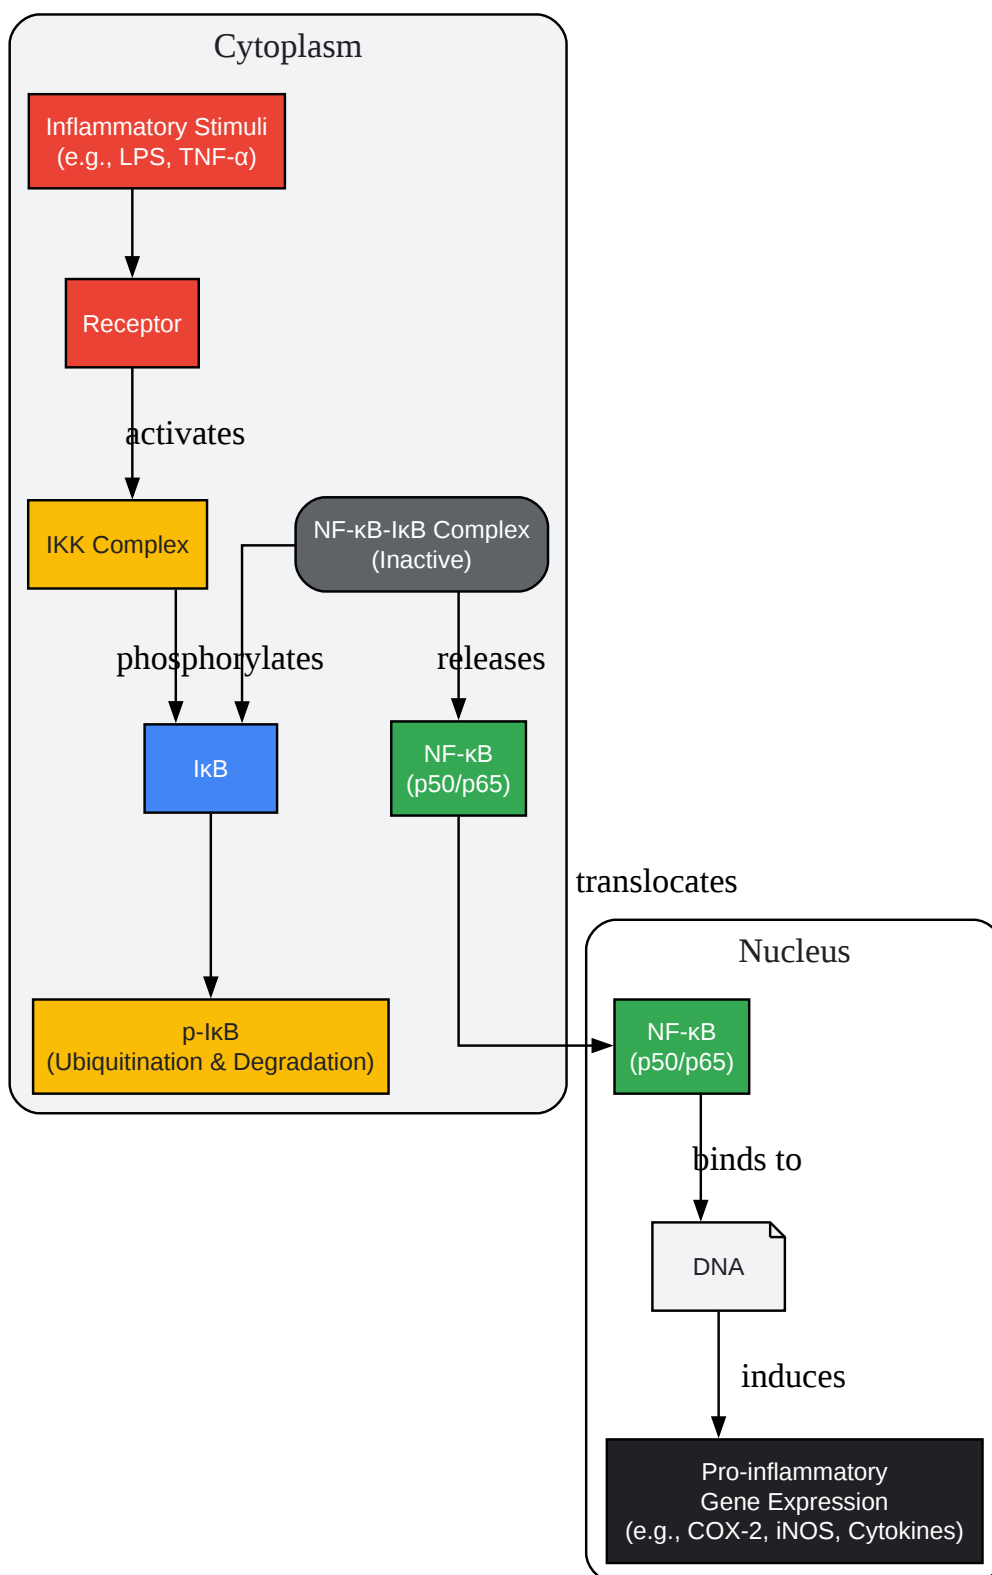 Cytoplasm
Inflammatory Stimuli
(e.g., LPS, TNF-α)
Receptor
activates
IKK Complex
NF-κB-IκB Complex
(Inactive)
phosphorylates
releases
IκB
NF-κB
(p50/p65)
translocates
Nucleus
p-IκB
(Ubiquitination & Degradation)
NF-κB
(p50/p65)
binds to
DNA
induces
Pro-inflammatory
Gene Expression
(e.g., COX-2, iNOS, Cytokines)